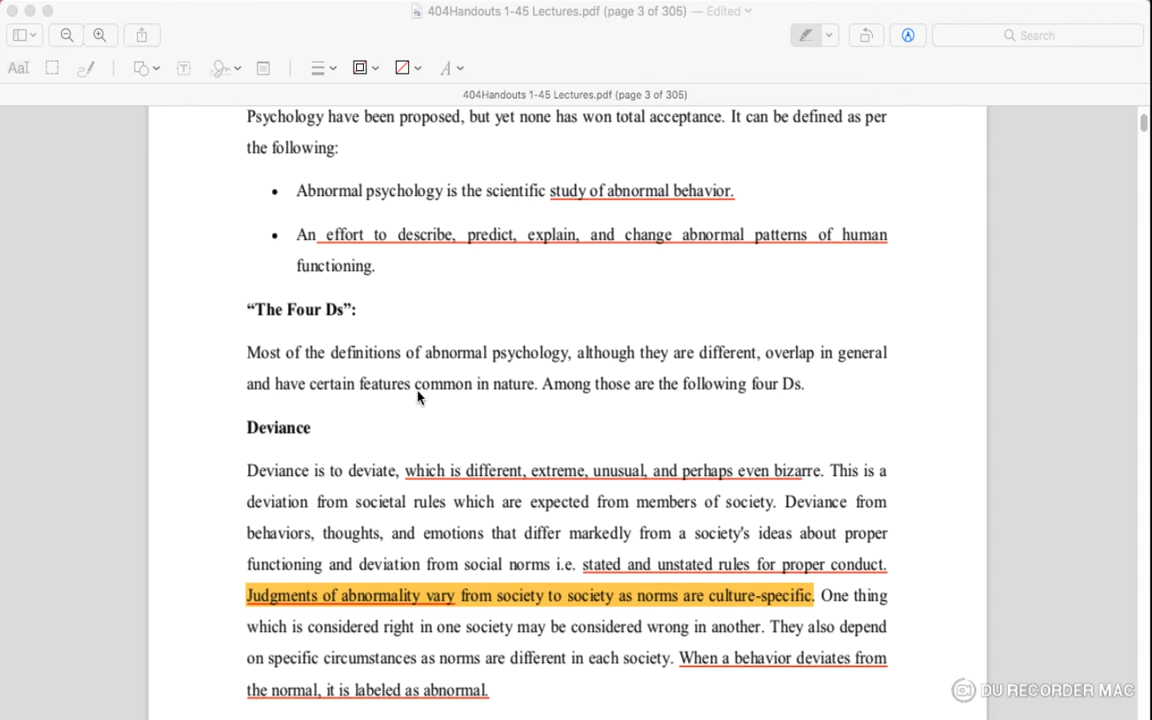 404Handouts 1-45 Lectures.pdf (page 3 of 305) — Edited
Search
AaI
A
404Handouts 1-45 Lectures.pdf (page 3 of 305)
Psychology have been proposed, but yet none has won total acceptance. It can be defined as per
the following:
• Abnormal psychology is the scientific study of abnormal behavior.
• An effort to describe, predict, explain, and change abnormal patterns of human
functioning.
“The Four Ds”:
Most of the definitions of abnormal psychology, although they are different, overlap in general
and have certain features common in nature. Among those are the following four Ds.
Deviance
Deviance is to deviate, which is different, extreme, unusual, and perhaps even bizarre. This is a
deviation from societal rules which are expected from members of society. Deviance from
behaviors, thoughts, and emotions that differ markedly from a society's ideas about proper
functioning and deviation from social norms i.e. stated and unstated rules for proper conduct.
Judgments of abnormality vary from society to society as norms are culture-specific. One thing
which is considered right in one society may be considered wrong in another. They also depend
on specific circumstances as norms are different in each society. When a behavior deviates from
the normal, it is labeled as abnormal.
DU RECORDER MAC